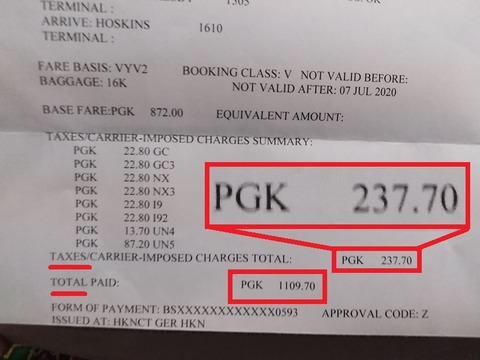 TERMINAL :
1505
ARRIVE: HOSKINS 1610
TERMINAL :
FARE BASIS: VYV2 BOOKING CLASS: V NOT VALID BEFORE:
BAGGAGE: 16K NOT VALID AFTER: 07 JUL 2020
BASE FARE:PGK 872.00 EQUIVALENT AMOUNT:
TAXES/CARRIER-IMPOSED CHARGES SUMMARY:
PGK 22.80 GC
PGK 22.80 GC3
PGK 22.80 NX
PGK 22.80 NX3
PGK 22.80 I9
PGK 22.80 I92
PGK 13.70 UN4
PGK 87.20 UN5
PGK 237.70
TAXES/CARRIER-IMPOSED CHARGES TOTAL: PGK 237.70
TOTAL PAID: PGK 1109.70
FORM OF PAYMENT: BSXXXXXXXXXXXX0593 APPROVAL CODE: Z
ISSUED AT: HKNCT GER HKN